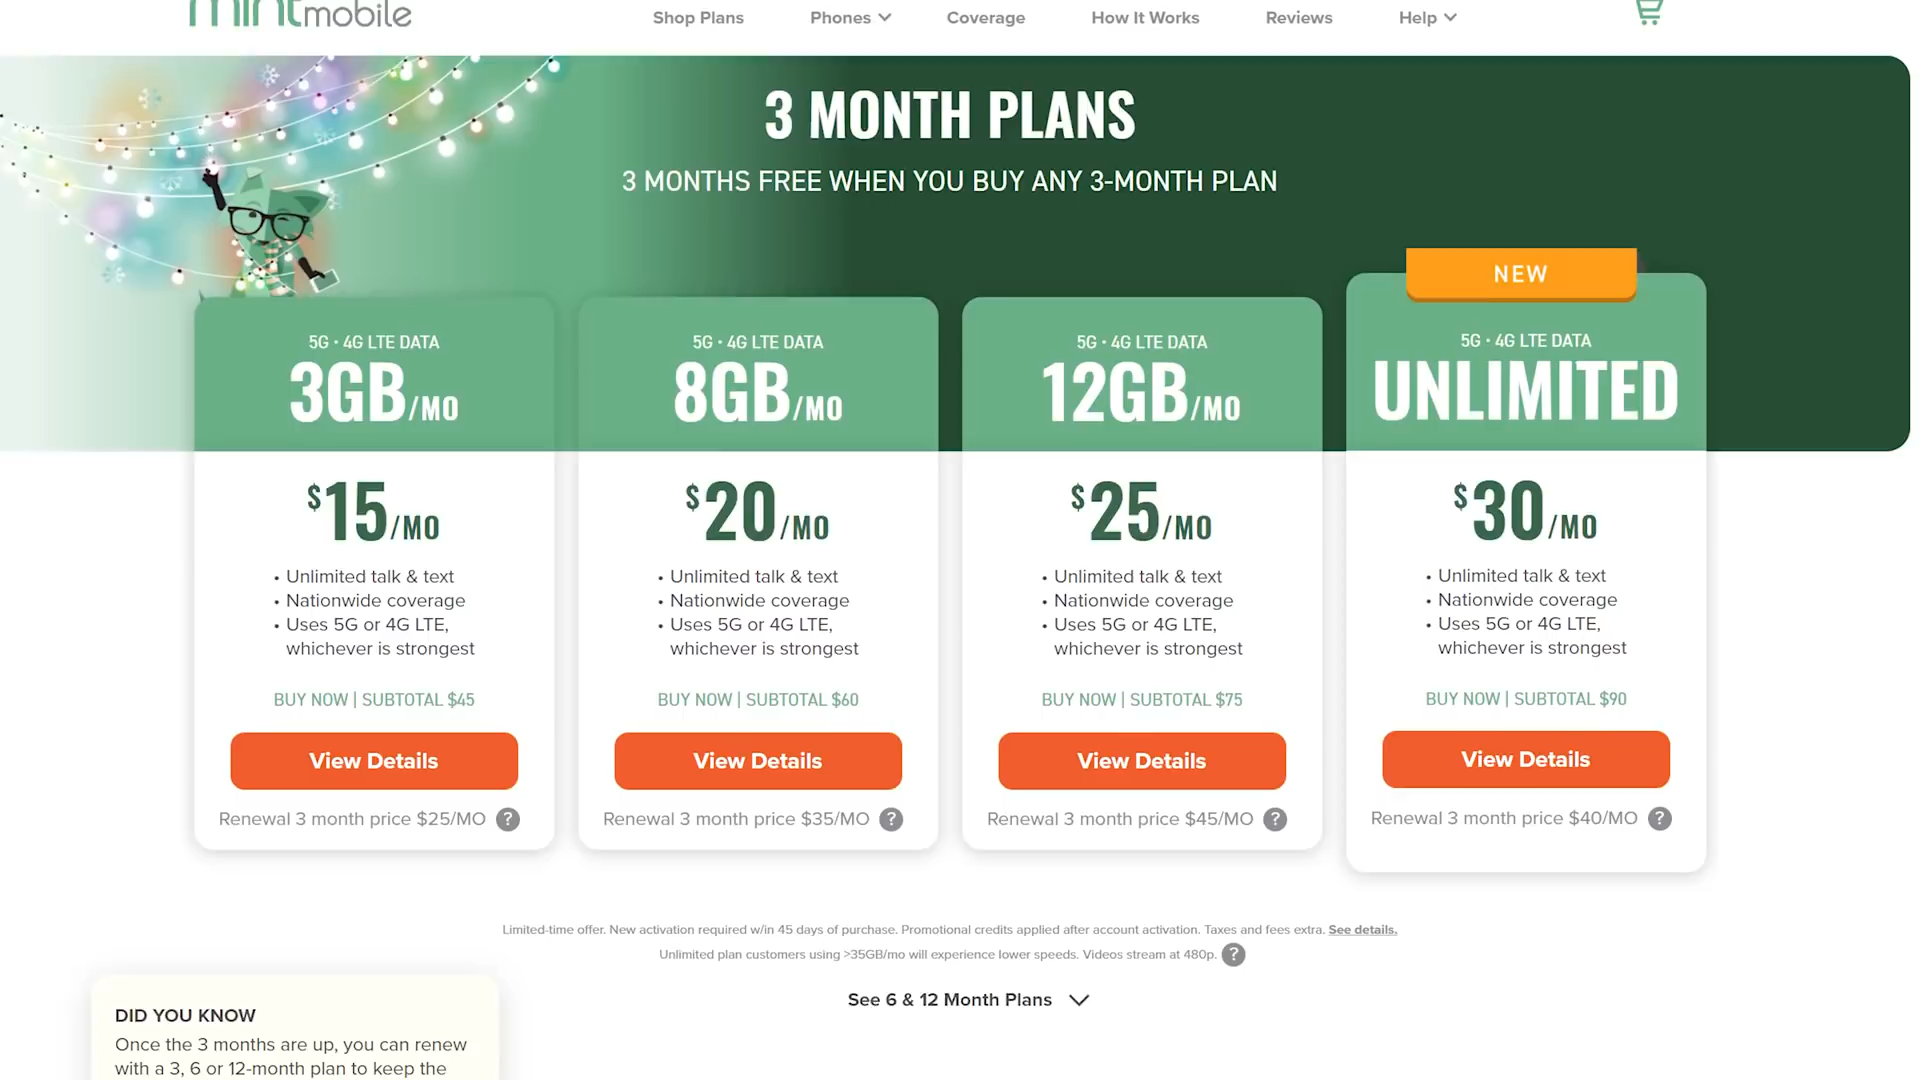 mintmobile
Shop Plans
Phones
Coverage
How It Works
Reviews
Help
3 MONTH PLANS
3 MONTHS FREE WHEN YOU BUY ANY 3-MONTH PLAN
5G · 4G LTE DATA
3GB/MO
$15/MO
• Unlimited talk & text
• Nationwide coverage
• Uses 5G or 4G LTE,
whichever is strongest
BUY NOW | SUBTOTAL $45
View Details
Renewal 3 month price $25/MO ?
5G · 4G LTE DATA
8GB/MO
$20/MO
• Unlimited talk & text
• Nationwide coverage
• Uses 5G or 4G LTE,
whichever is strongest
BUY NOW | SUBTOTAL $60
View Details
Renewal 3 month price $35/MO ?
5G · 4G LTE DATA
12GB/MO
$25/MO
• Unlimited talk & text
• Nationwide coverage
• Uses 5G or 4G LTE,
whichever is strongest
BUY NOW | SUBTOTAL $75
View Details
Renewal 3 month price $45/MO ?
NEW
5G · 4G LTE DATA
UNLIMITED
$30/MO
• Unlimited talk & text
• Nationwide coverage
• Uses 5G or 4G LTE,
whichever is strongest
BUY NOW | SUBTOTAL $90
View Details
Renewal 3 month price $40/MO ?
Limited-time offer. New activation required w/in 45 days of purchase. Promotional credits applied after account activation. Taxes and fees extra. See details.
Unlimited plan customers using >35GB/mo will experience lower speeds. Videos stream at 480p. ?
See 6 & 12 Month Plans
DID YOU KNOW
Once the 3 months are up, you can renew
with a 3, 6 or 12-month plan to keep the